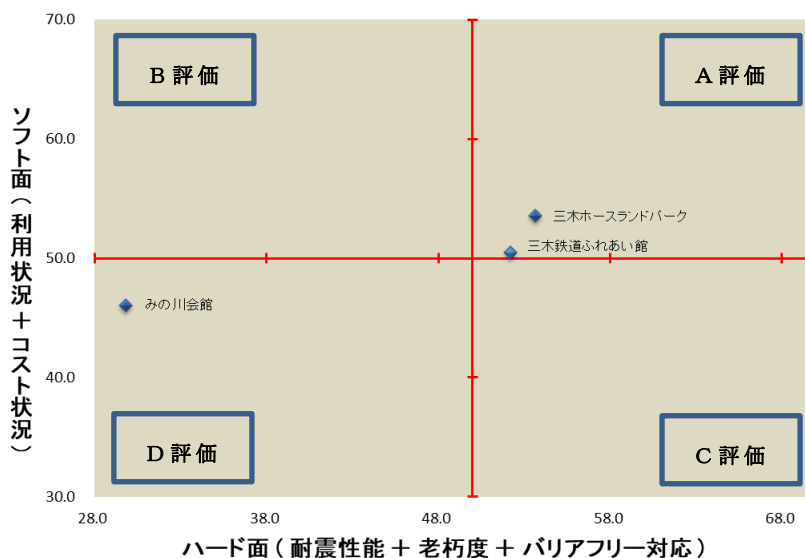 70.0
B 評価
A 評価
60.0
三木ホースランドパーク
三木鉄道ふれあい館
50.0
みの川会館
40.0
D 評価
C 評価
30.0
28.0 38.0 48.0 58.0 68.0
ソフト面(利用状況+コスト状況)
ハード面(耐震性能+老朽度+バリアフリー対応)